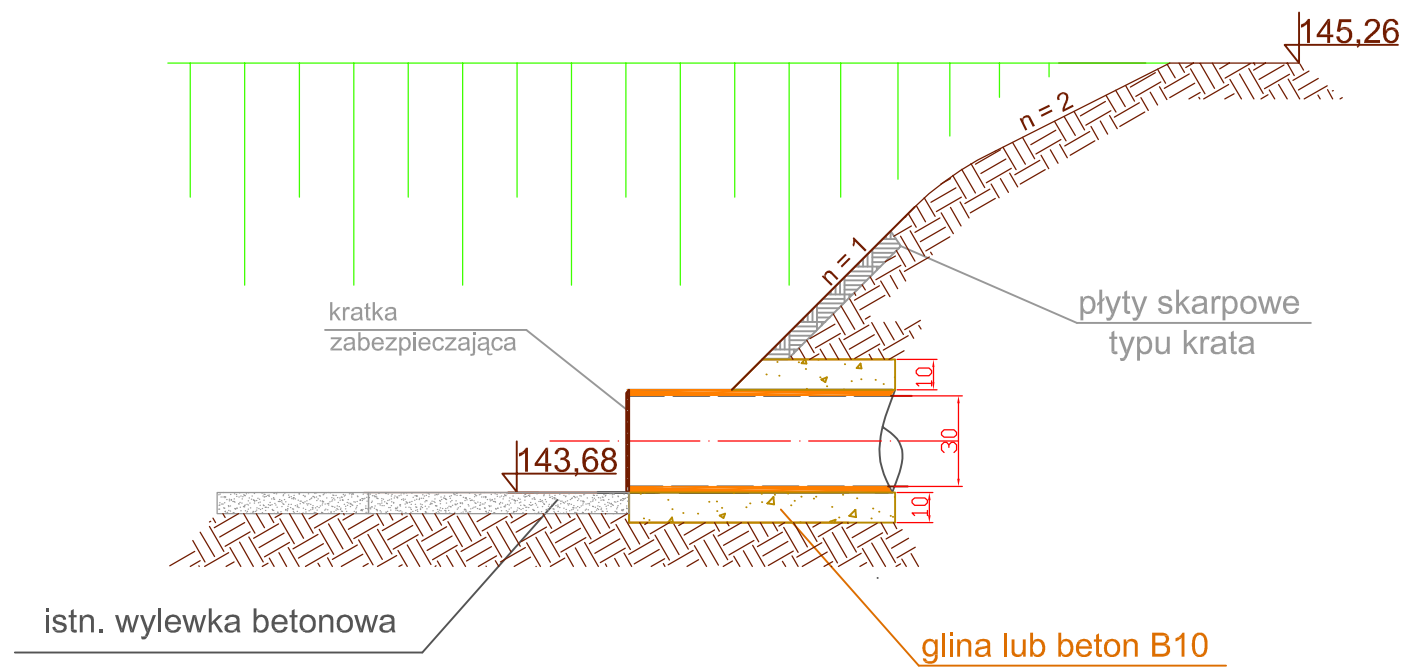 145,26
n = 2
n = 1
kratka
zabezpieczająca
płyty skarpowe
typu krata
10
30
143,68
10
istn. wylewka betonowa
glina lub beton B10